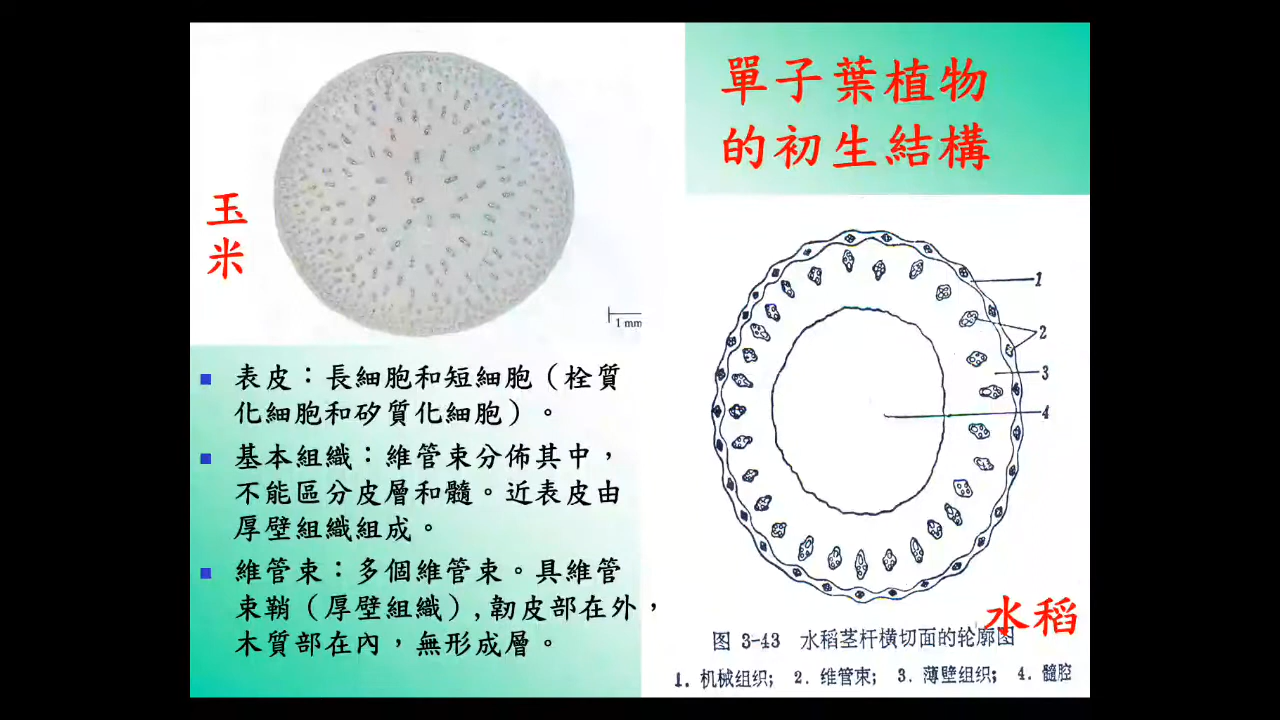 單子葉植物
的初生結構
玉
米
1 mm
表皮：長細胞和短細胞（栓質
化細胞和矽質化細胞）。
基本組織：維管束分佈其中，
不能區分皮層和髓。近表皮由
厚壁組織組成。
維管束：多個維管束。具維管
束鞘（厚壁組織）,韌皮部在外，
木質部在內，無形成層。
1
2
3
4
水稻
图 3-43 水稻茎杆横切面的轮廓图
1. 机械组织; 2. 维管束; 3. 薄壁组织; 4. 髓腔